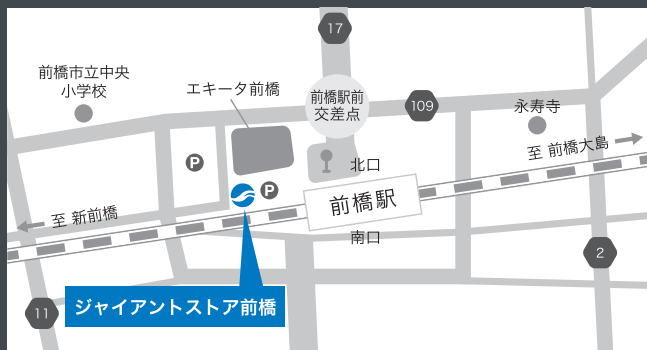 17
前橋市立中央
小学校
エキータ前橋
前橋駅前
交差点
109
永寿寺
P
北口
至 前橋大島
P
前橋駅
至 新前橋
南口
2
ジャイアントストア前橋
11